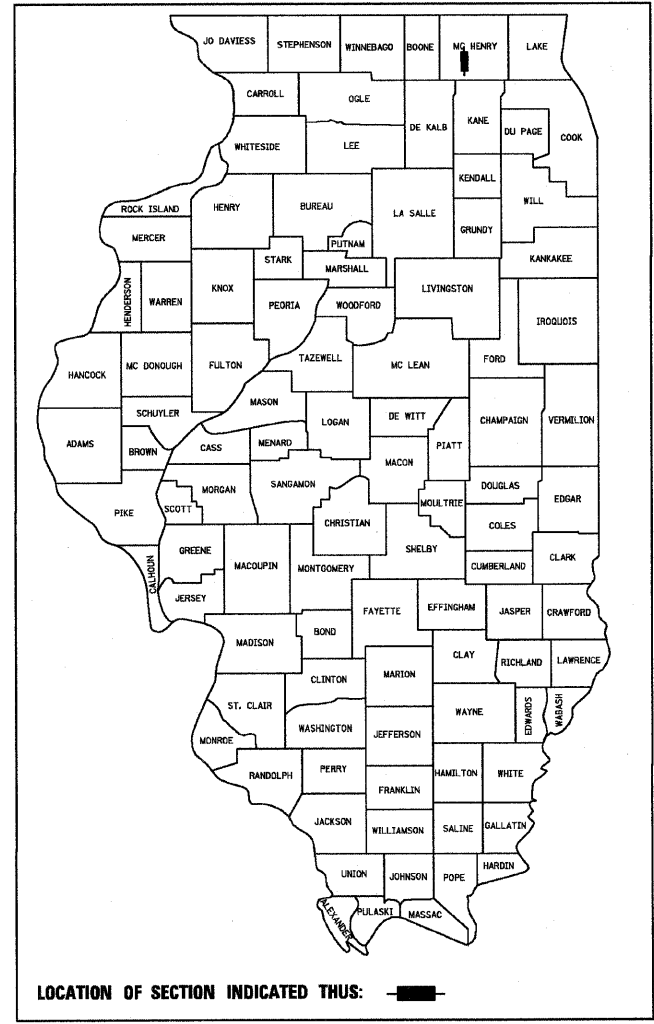 JO DAVIESS
STEPHENSON
WINNEBAGO
BOONE
MC HENRY
LAKE
CARROLL
OGLE
DE KALB
KANE
DU PAGE
COOK
WHITESIDE
LEE
KENDALL
WILL
ROCK ISLAND
HENRY
BUREAU
LA SALLE
GRUNDY
MERCER
PUTNAM
KANKAKEE
STARK
MARSHALL
HENDERSON
WARREN
KNOX
PEORIA
WOODFORD
LIVINGSTON
IROQUOIS
HANCOCK
MC DONOUGH
FULTON
TAZEWELL
MC LEAN
FORD
SCHUYLER
MASON
LOGAN
DE WITT
CHAMPAIGN
VERMILION
ADAMS
BROWN
CASS
MENARD
MACON
PIATT
PIKE
SCOTT
MORGAN
SANGAMON
CHRISTIAN
MOULTRIE
DOUGLAS
EDGAR
COLES
CALHOUN
GREENE
MACOUPIN
MONTGOMERY
SHELBY
CUMBERLAND
CLARK
JERSEY
FAYETTE
EFFINGHAM
JASPER
CRAWFORD
MADISON
BOND
CLAY
RICHLAND
LAWRENCE
CLINTON
MARION
ST. CLAIR
WAYNE
EDWARDS
WABASH
MONROE
WASHINGTON
JEFFERSON
RANDOLPH
PERRY
HAMILTON
WHITE
FRANKLIN
JACKSON
WILLIAMSON
SALINE
GALLATIN
UNION
JOHNSON
POPE
HARDIN
ALEXANDER
PULASKI
MASSAC
LOCATION OF SECTION INDICATED THUS: